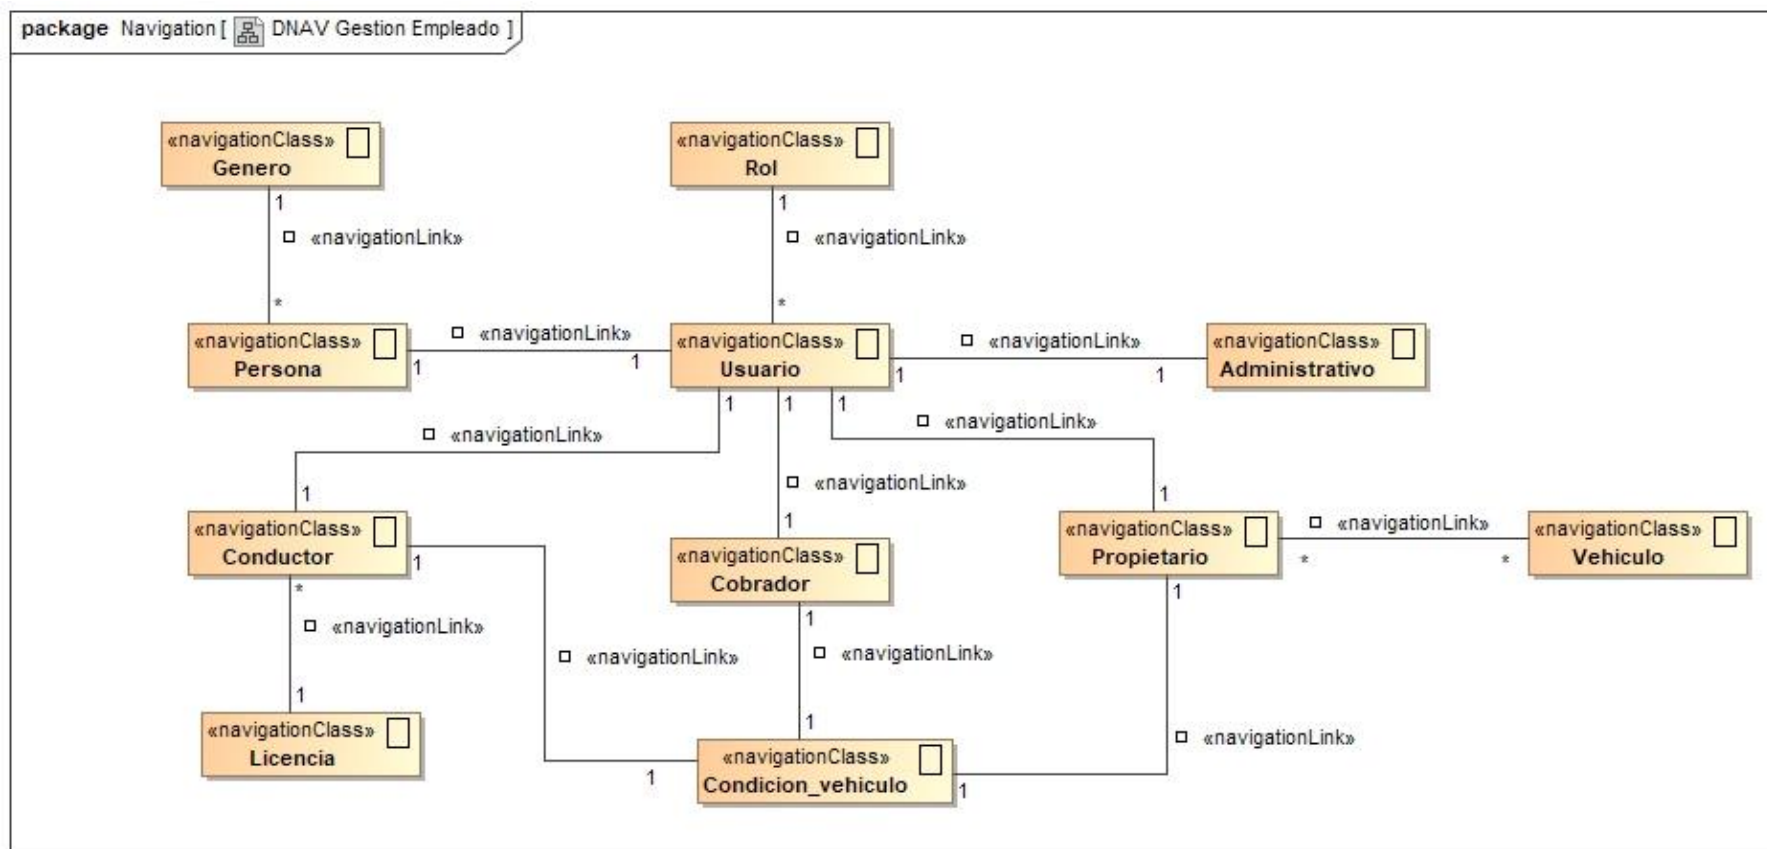 package Navigation [ DNAV Gestion Empleado ]
«navigationClass»
Genero
«navigationClass»
Rol
1
1
«navigationLink»
«navigationLink»
*
*
«navigationClass»
Persona
«navigationLink»
1
1
«navigationClass»
Usuario
«navigationLink»
1
1
«navigationClass»
Administrativo
1
1
1
«navigationLink»
«navigationLink»
«navigationLink»
1
1
1
«navigationClass»
Conductor
1
«navigationClass»
Cobrador
«navigationClass»
Propietario
«navigationLink»
*
*
«navigationClass»
Vehiculo
*
1
1
«navigationLink»
«navigationLink»
«navigationLink»
1
1
«navigationClass»
Licencia
«navigationLink»
1
«navigationClass»
Condicion_vehiculo
1